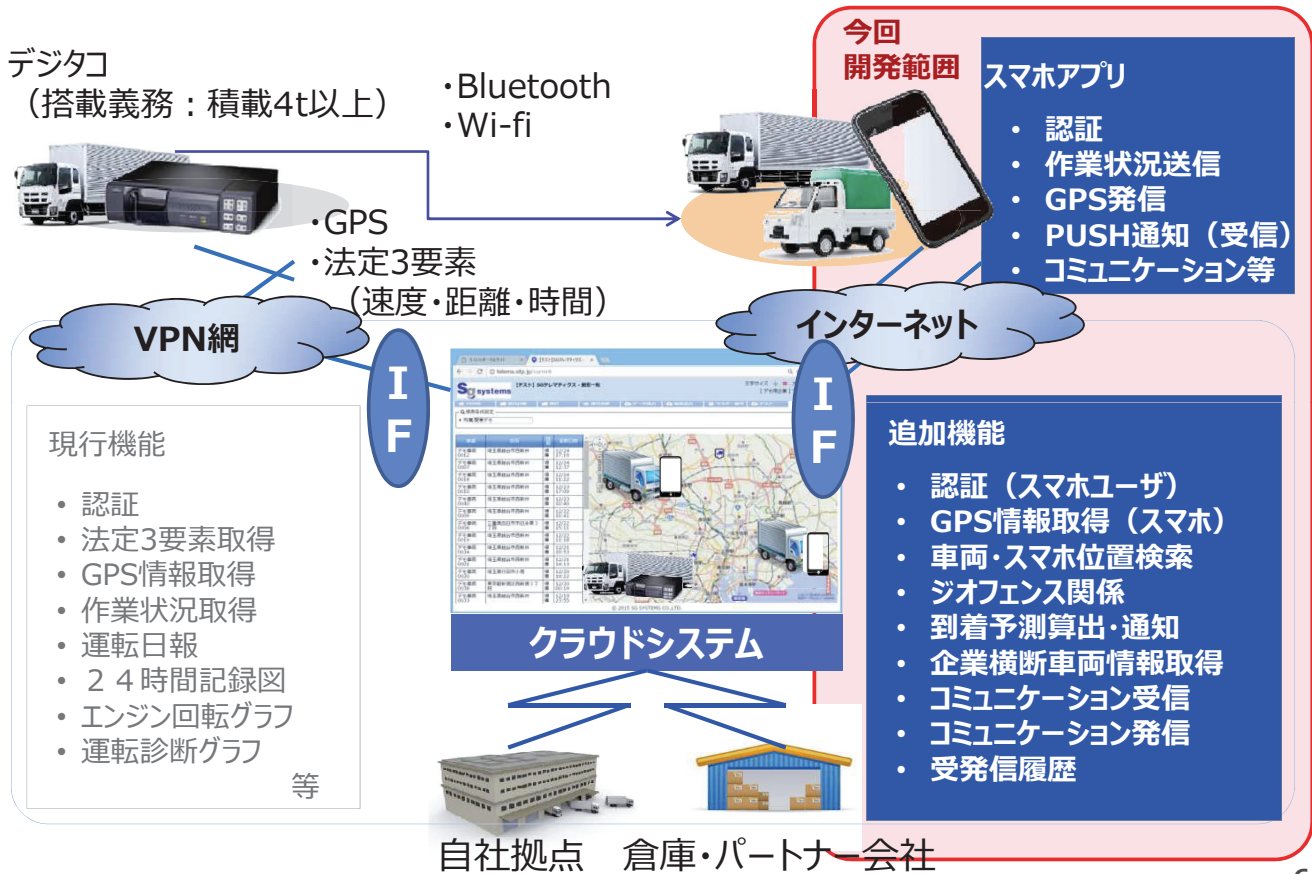 今回
開発範囲
デジタコ
（搭載義務：積載4t以上）
・Bluetooth
・Wi-fi
スマホアプリ
• 認証
• 作業状況送信
• GPS発信
• PUSH通知（受信）
• コミュニケーション等
・GPS
・法定3要素
（速度・距離・時間）
VPN網
インターネット
IF
IF
現行機能
• 認証
• 法定3要素取得
• GPS情報取得
• 作業状況取得
• 運転日報
• ２４時間記録図
• エンジン回転グラフ
• 運転診断グラフ
等
Sg systems
© 2015 SG SYSTEMS CO.,LTD.
クラウドシステム
追加機能
• 認証（スマホユーザ）
• GPS情報取得（スマホ）
• 車両・スマホ位置検索
• ジオフェンス関係
• 到着予測算出・通知
• 企業横断車両情報取得
• コミュニケーション受信
• コミュニケーション発信
• 受発信履歴
自社拠点　倉庫・パートナー会社